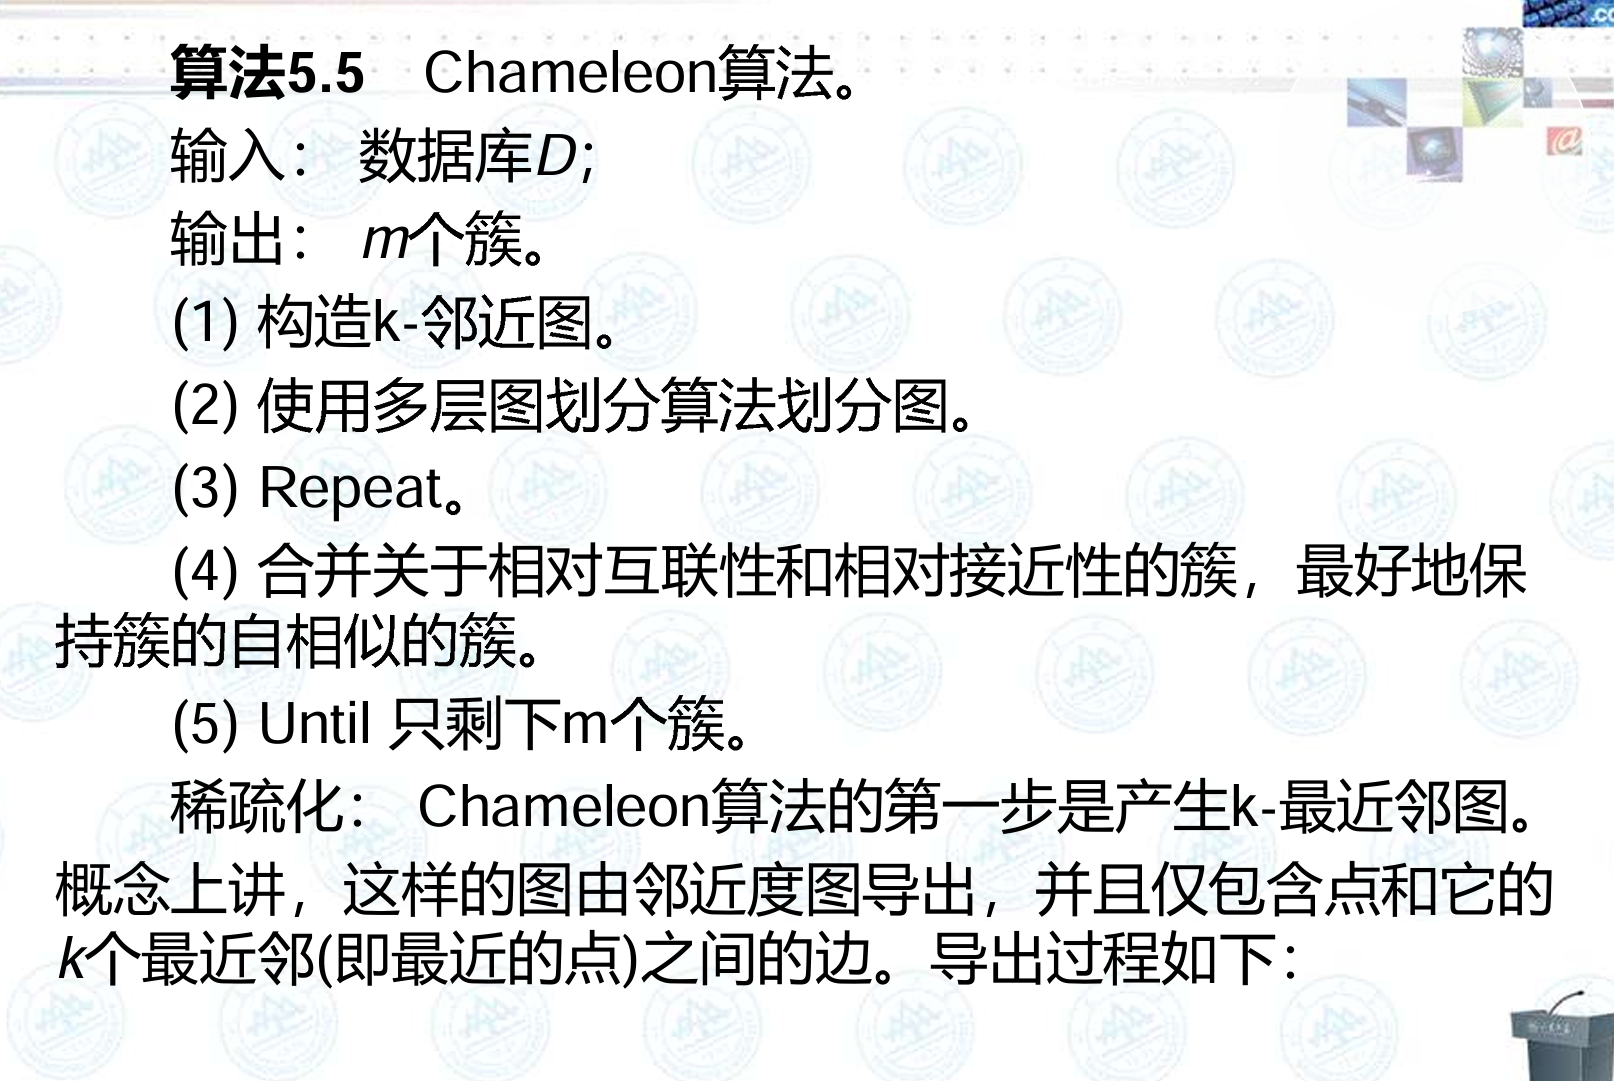 算法5.5 Chameleon算法。
输入： 数据库D；
输出： m个簇。
(1) 构造k-邻近图。
(2) 使用多层图划分算法划分图。
(3) Repeat。
(4) 合并关于相对互联性和相对接近性的簇，最好地保
持簇的自相似的簇。
(5) Until 只剩下m个簇。
稀疏化： Chameleon算法的第一步是产生k-最近邻图。
概念上讲，这样的图由邻近度图导出，并且仅包含点和它的
k个最近邻(即最近的点)之间的边。导出过程如下：